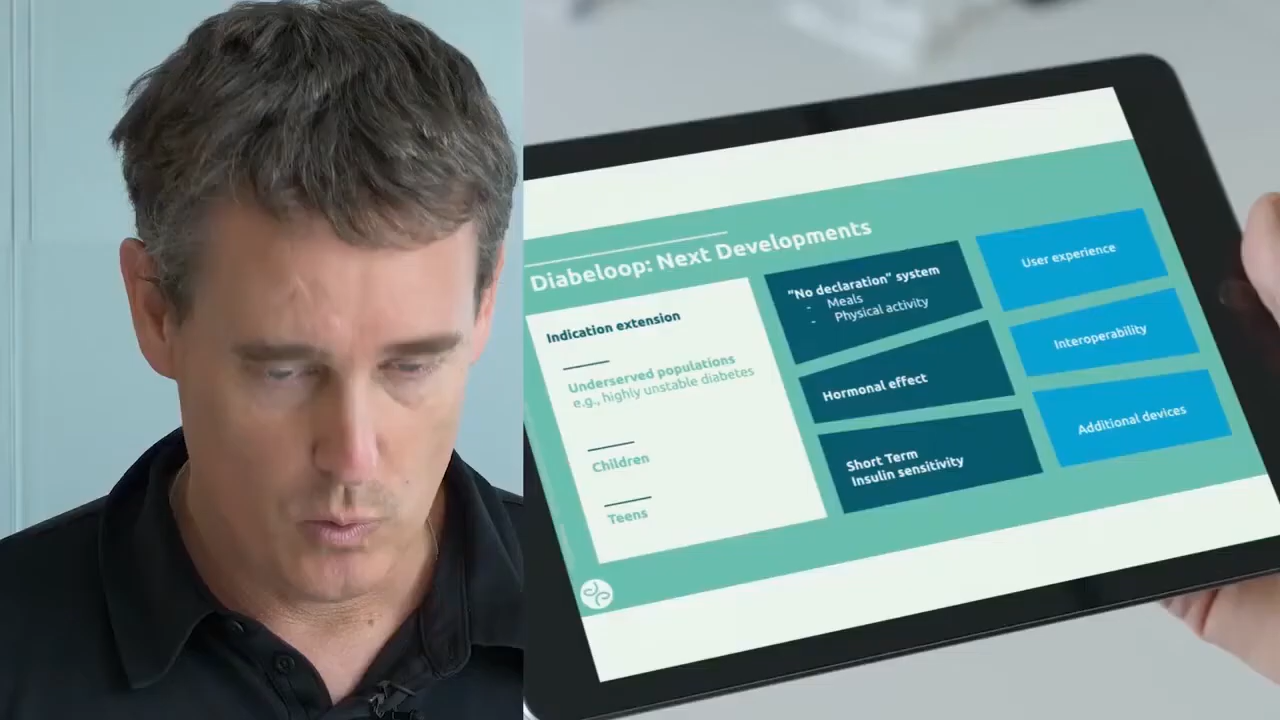 Diabeloop: Next Developments
Indication extension
Underserved populations
e.g., highly unstable diabetes
Children
Teens
"No declaration" system
- Meals
- Physical activity
Hormonal effect
Short Term
Insulin sensitivity
User experience
Interoperability
Additional devices